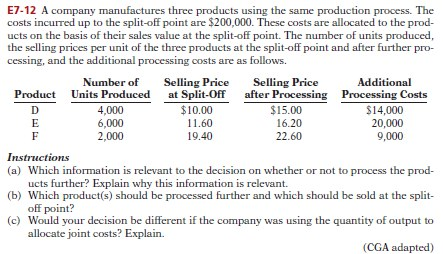 E7-12 A company manufactures three products using the same production process. The
costs incurred up to the split-off point are $200,000. These costs are allocated to the prod-
ucts on the basis of their sales value at the split-off point. The number of units produced,
the selling prices per unit of the three products at the split-off point and after further pro-
cessing, and the additional processing costs are as follows.
Number of Selling Price Selling Price Additional
Product Units Produced at Split-Off after Processing Processing Costs
D 4,000 $10.00 $15.00 $14,000
E 6,000 11.60 16.20 20,000
F 2,000 19.40 22.60 9,000
Instructions
(a) Which information is relevant to the decision on whether or not to process the prod-
ucts further? Explain why this information is relevant.
(b) Which product(s) should be processed further and which should be sold at the split-
off point?
(c) Would your decision be different if the company was using the quantity of output to
allocate joint costs? Explain.
(CGA adapted)